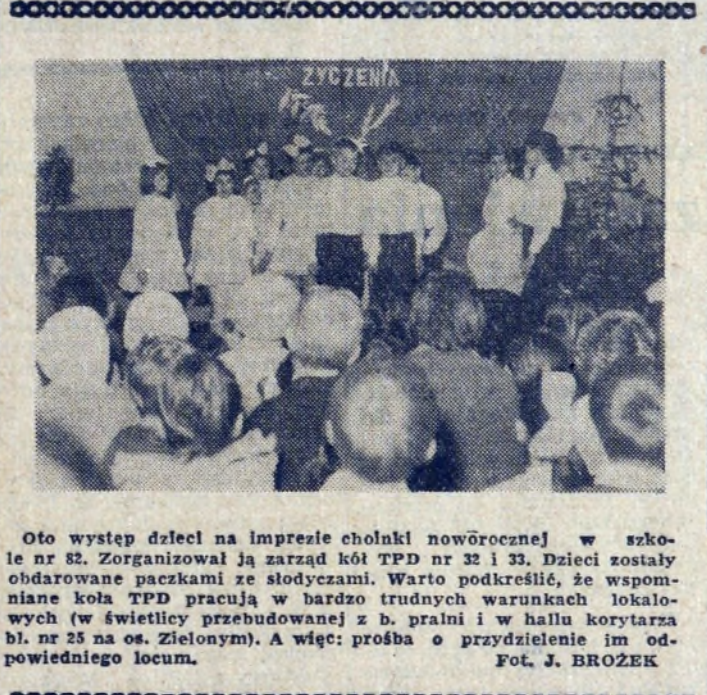 ŻYCZENIA
Oto występ dzieci na imprezie choinki noworocznej w szko-
le nr 82. Zorganizował ją zarząd kół TPD nr 32 i 33. Dzieci zostały
obdarowane paczkami ze słodyczami. Warto podkreślić, że wspom-
niane koła TPD pracują w bardzo trudnych warunkach lokalo-
wych (w świetlicy przebudowanej z b. pralni i w hallu korytarza
bl. nr 25 na os. Zielonym). A więc: prośba o przydzielenie im od-
powiedniego locum.
Fot. J. BROŻEK